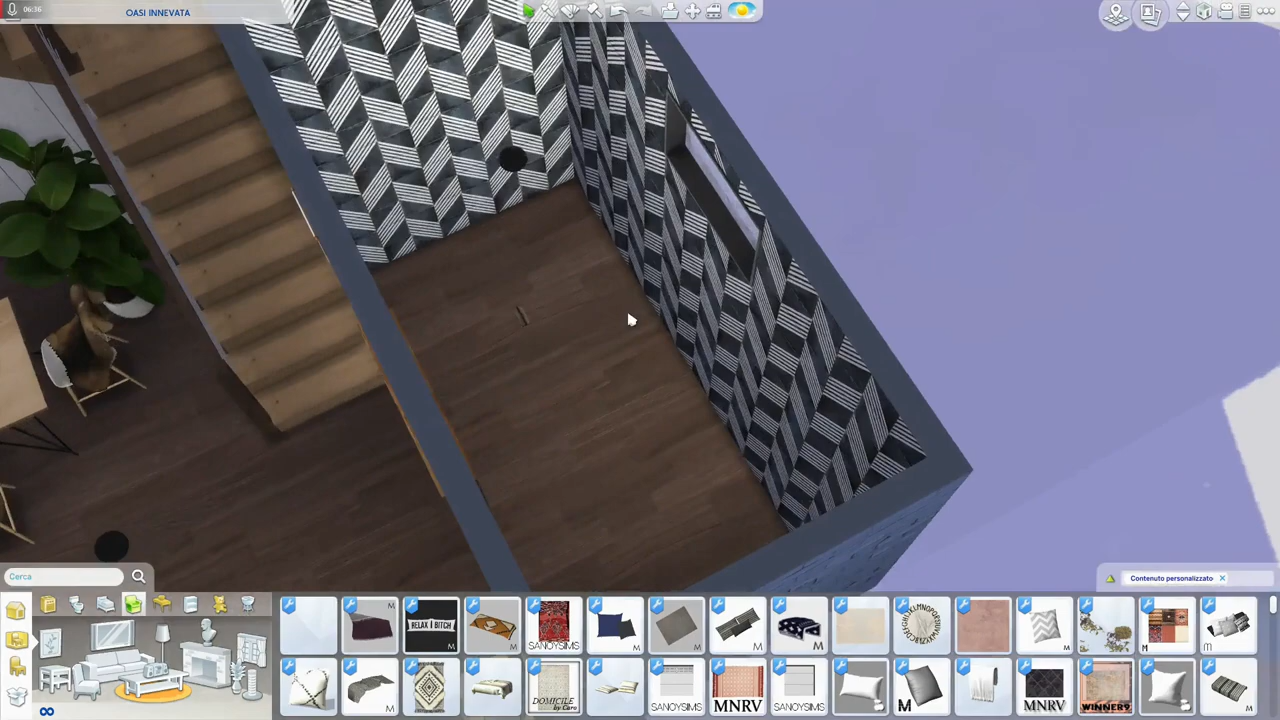 06:36
OASI INNEVATA
Cerca
Contenuto personalizzato
M
RELAX | BITCH
M
M
SANOYSIMS
M
M
M
M
M
M
M
M
DOMICILE
by Caro
SANOYSIMS
MNRV
SANOYSIMS
M
MNRV
WINNER9
M